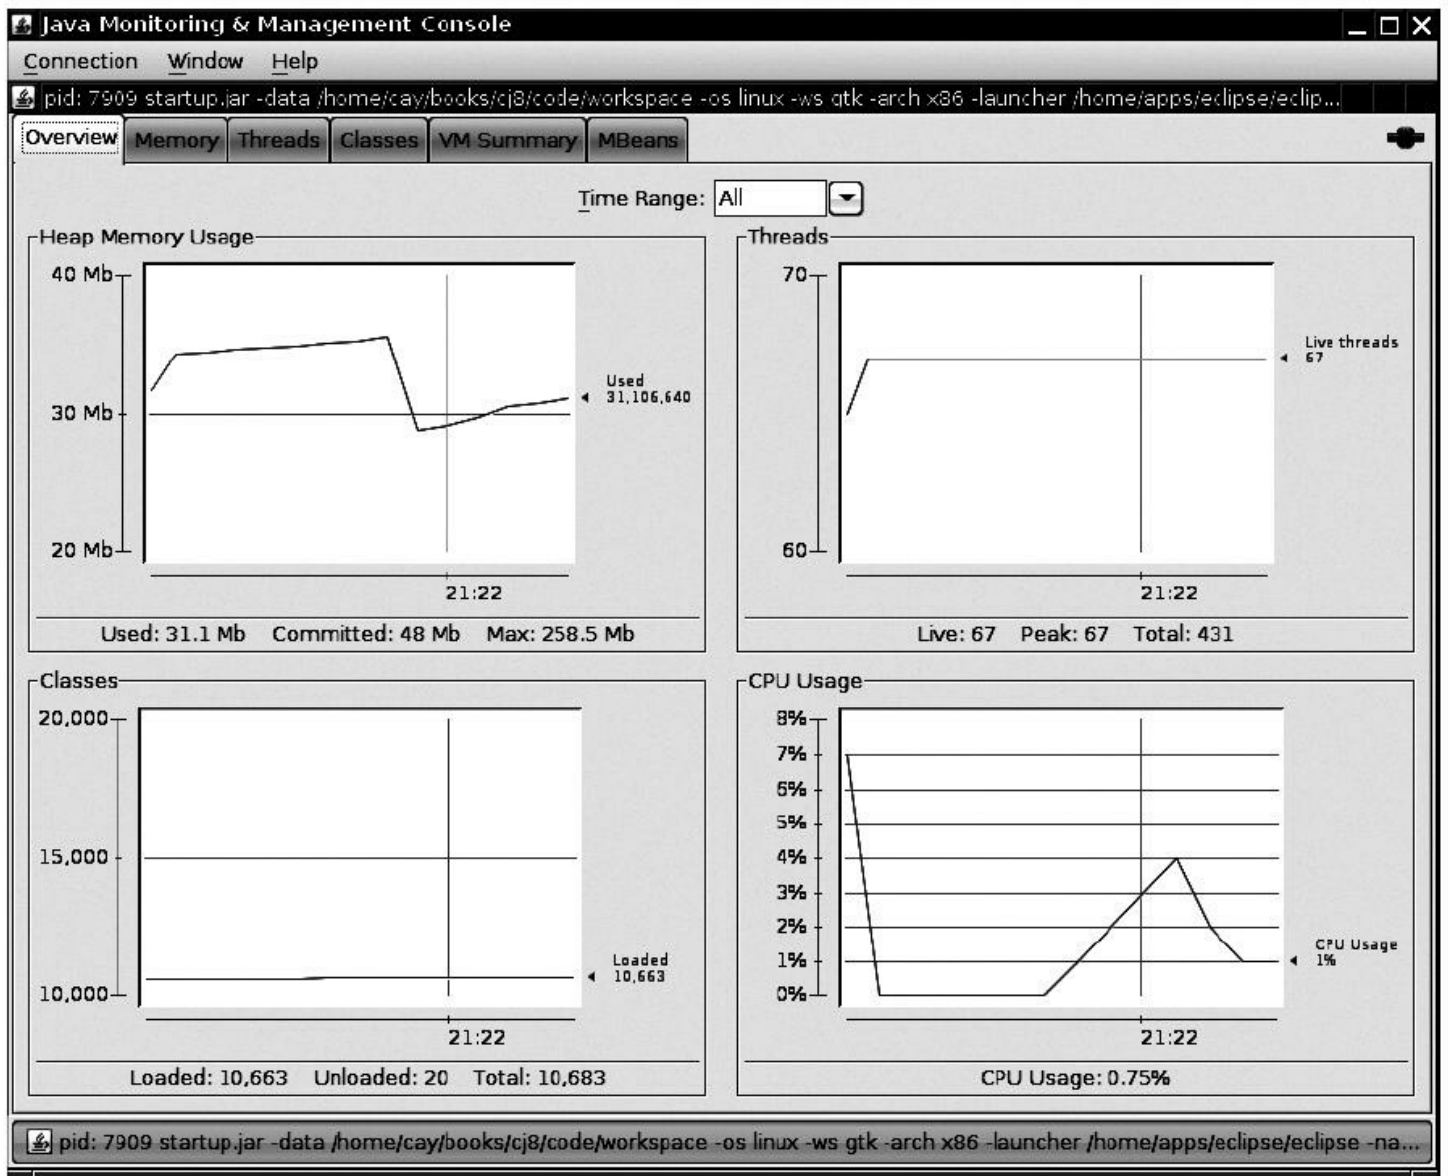 Java Monitoring & Management Console
Connection Window Help
pid: 7909 startup.jar -data /home/cay/books/cj8/code/workspace -os linux -ws gtk -arch x86 -launcher /home/apps/eclipse/eclip...
Overview Memory Threads Classes VM Summary MBeans
Time Range: All
Heap Memory Usage
40 Mb
30 Mb
20 Mb
Used
31,106,640
21:22
Used: 31.1 Mb Committed: 48 Mb Max: 258.5 Mb
Threads
70
60
Live threads
67
21:22
Live: 67 Peak: 67 Total: 431
Classes
20,000
15,000
10,000
Loaded
10,663
21:22
Loaded: 10,663 Unloaded: 20 Total: 10,683
CPU Usage
8%
7%
6%
5%
4%
3%
2%
1%
0%
CPU Usage
1%
21:22
CPU Usage: 0.75%
pid: 7909 startup.jar -data /home/cay/books/cj8/code/workspace -os linux -ws gtk -arch x86 -launcher /home/apps/eclipse/eclipse -na...